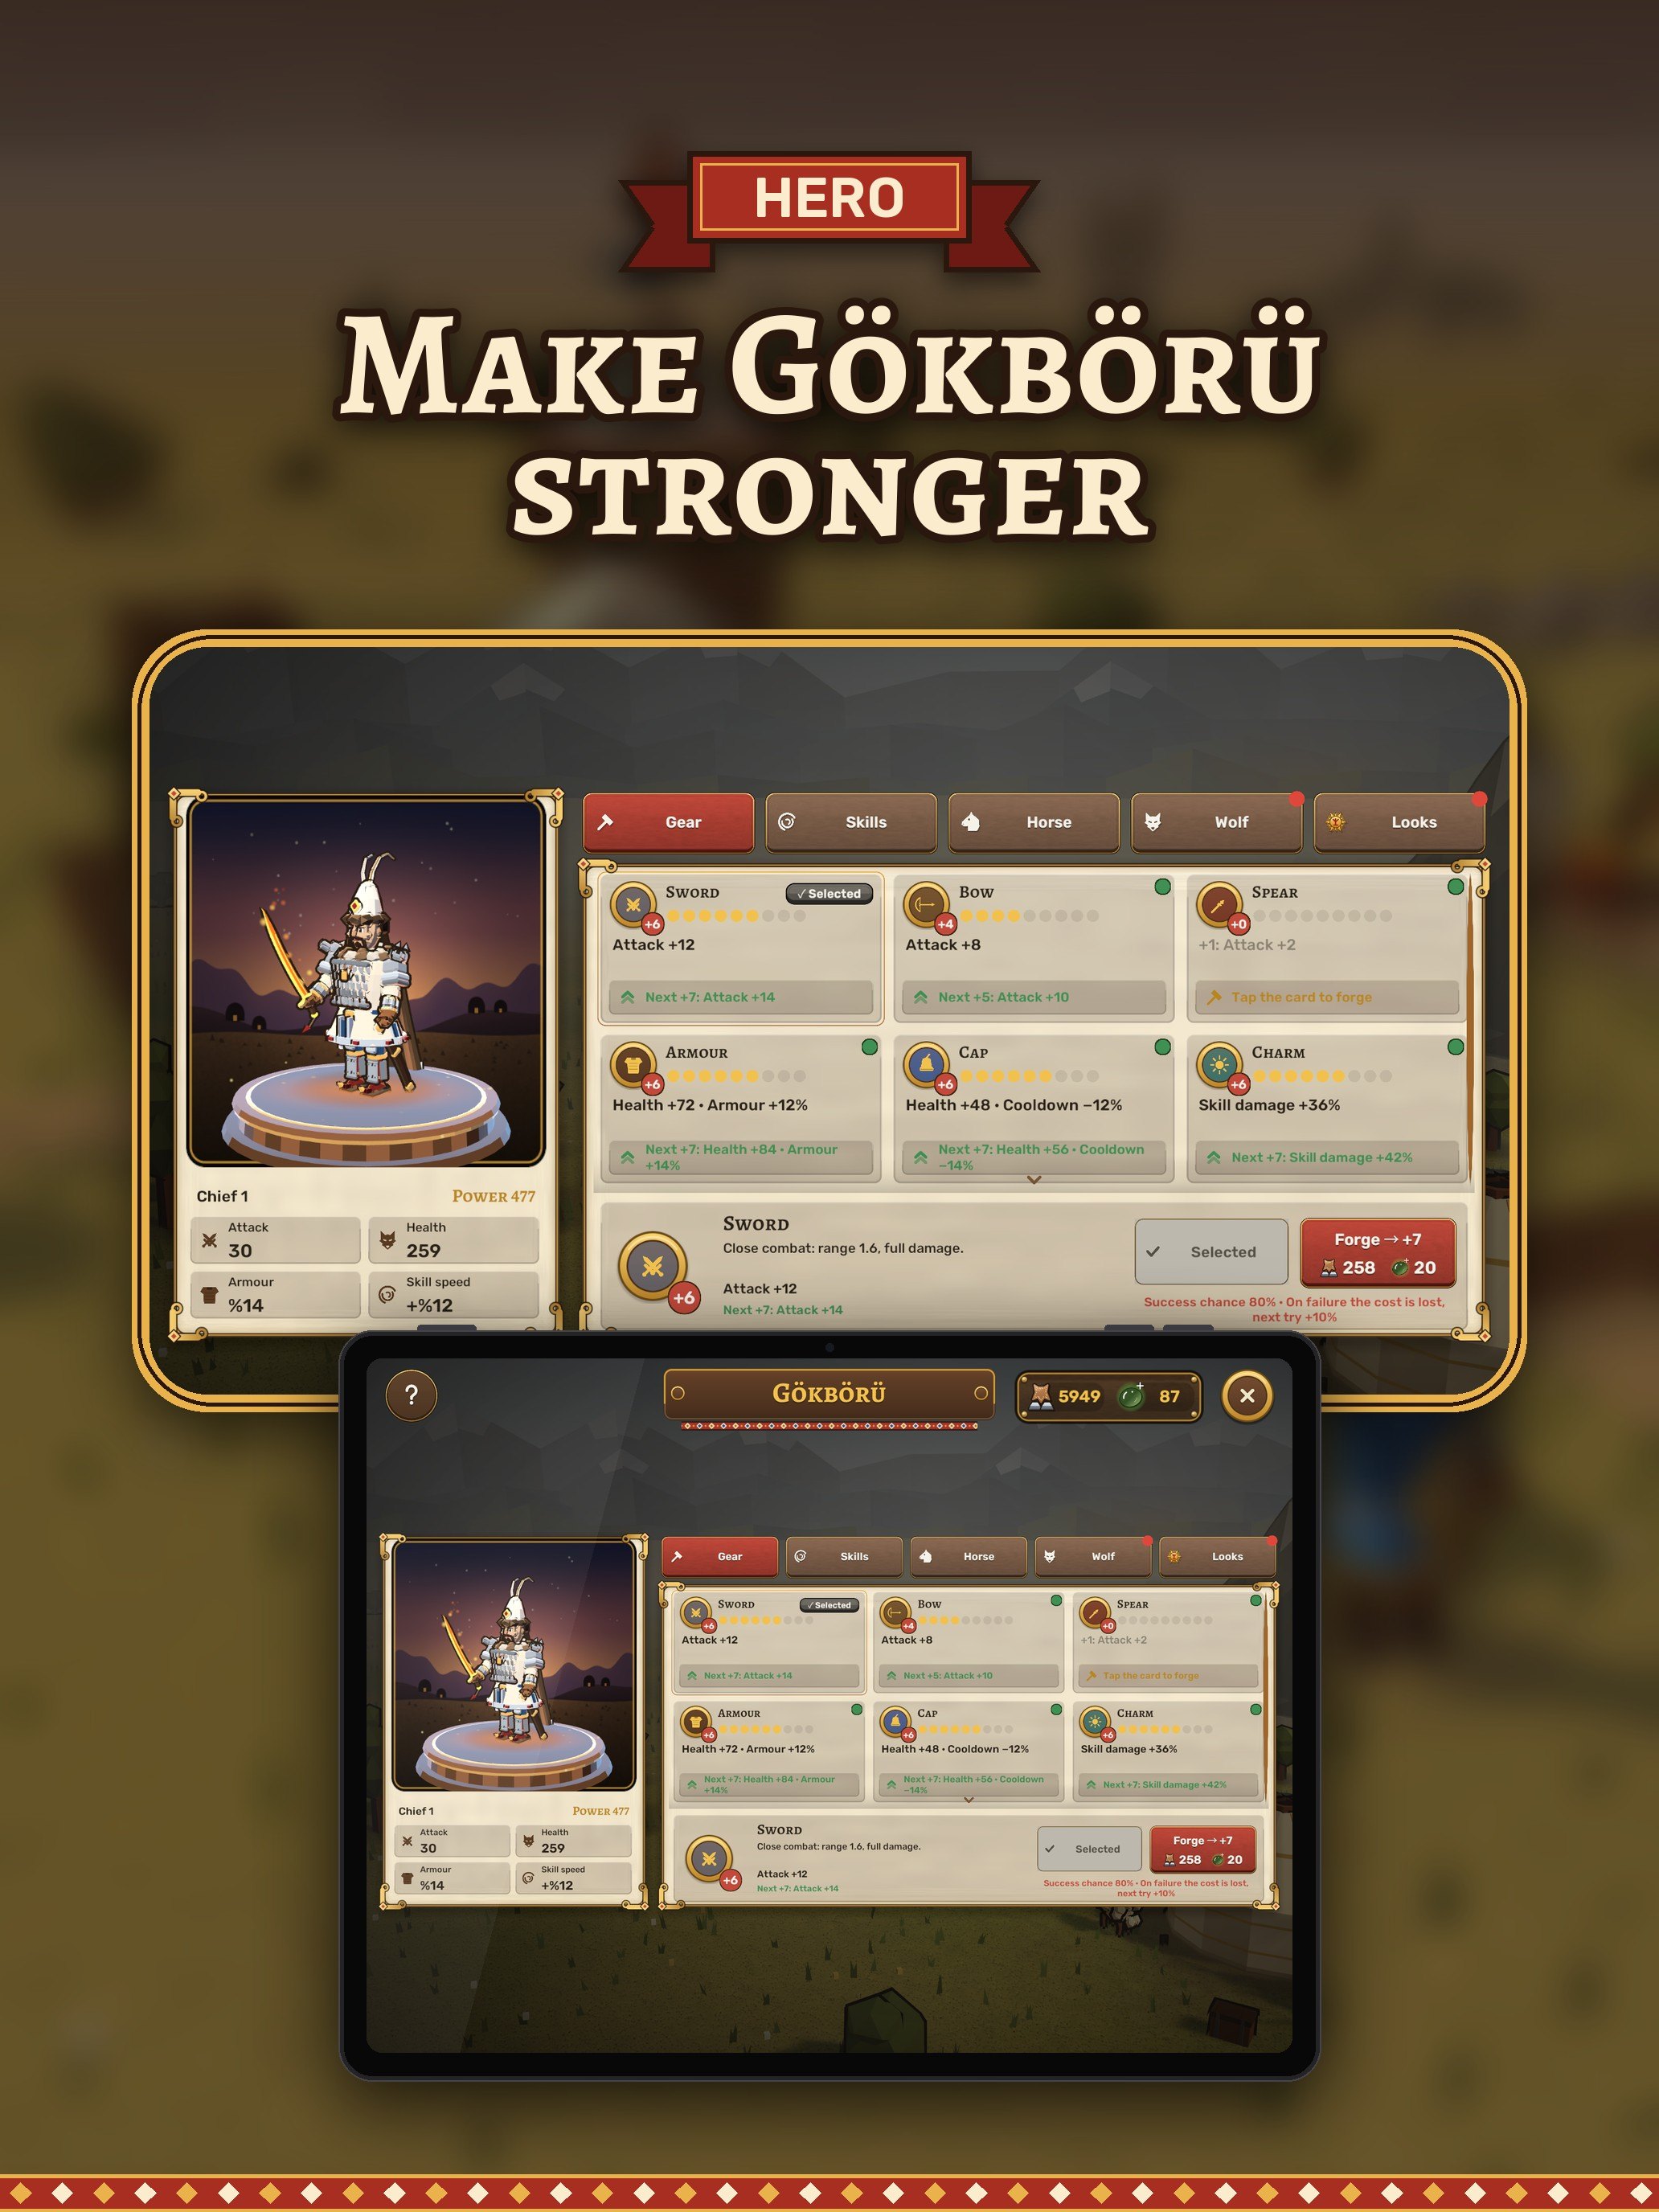 HERO
MAKE GÖKBÖRÜ
STRONGER
Gear
Skills
Horse
Wolf
Looks
SWORD
✓ Selected
+6
Attack +12
Next +7: Attack +14
BOW
+4
Attack +8
Next +5: Attack +10
SPEAR
+0
+1: Attack +2
Tap the card to forge
ARMOUR
+6
Health +72 · Armour +12%
Next +7: Health +84 · Armour
+14%
CAP
+6
Health +48 · Cooldown −12%
Next +7: Health +56 · Cooldown
−14%
CHARM
+6
Skill damage +36%
Next +7: Skill damage +42%
Chief 1
POWER 477
Attack
30
Health
259
Armour
%14
Skill speed
+%12
SWORD
Close combat: range 1.6, full damage.
+6
Attack +12
Next +7: Attack +14
Selected
Forge → +7
258 20
Success chance 80% · On failure the cost is lost,
next try +10%
?
GÖKBÖRÜ
5949 87
Gear
Skills
Horse
Wolf
Looks
SWORD
✓ Selected
+6
Attack +12
Next +7: Attack +14
BOW
+4
Attack +8
Next +5: Attack +10
SPEAR
+0
+1: Attack +2
Tap the card to forge
ARMOUR
+6
Health +72 · Armour +12%
Next +7: Health +84 · Armour
+14%
CAP
+6
Health +48 · Cooldown −12%
Next +7: Health +56 · Cooldown
−14%
CHARM
+6
Skill damage +36%
Next +7: Skill damage +42%
Chief 1
POWER 477
Attack
30
Health
259
Armour
%14
Skill speed
+%12
SWORD
Close combat: range 1.6, full damage.
+6
Attack +12
Next +7: Attack +14
Selected
Forge → +7
258 20
Success chance 80% · On failure the cost is lost,
next try +10%